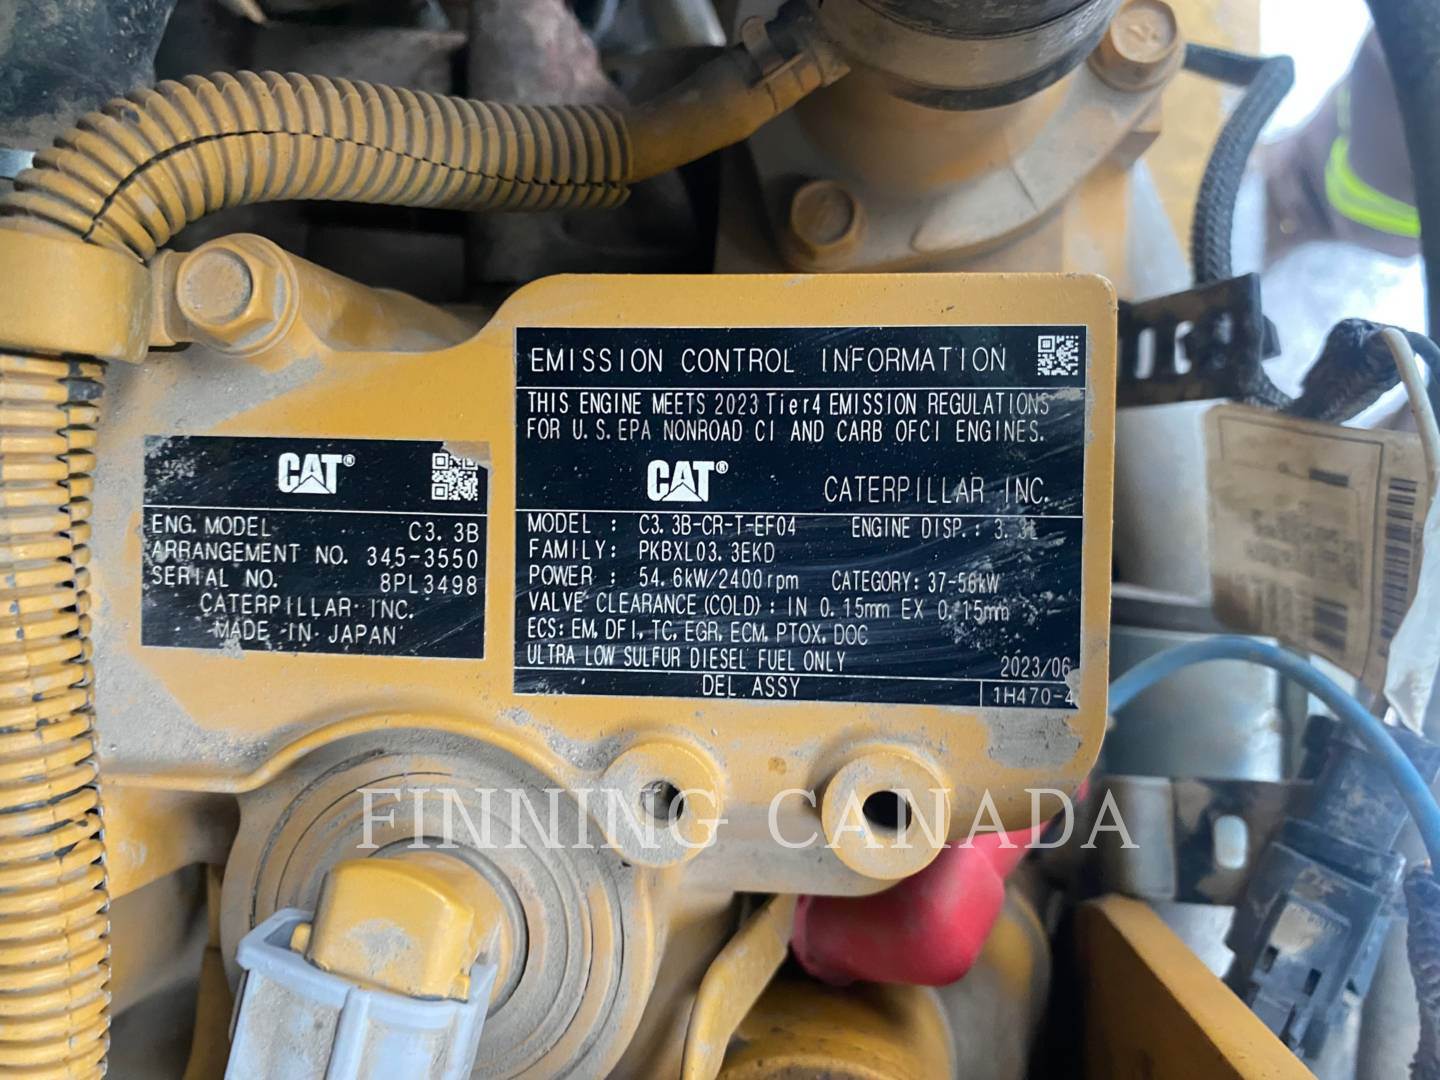 CAT®
ENG. MODEL C3.3B
ARRANGEMENT NO. 345-3550
SERIAL NO. 8PL3498
CATERPILLAR INC.
MADE IN JAPAN
EMISSION CONTROL INFORMATION
THIS ENGINE MEETS 2023 Tier4 EMISSION REGULATIONS
FOR U.S.EPA NONROAD CI AND CARB OFCI ENGINES.
CAT® CATERPILLAR INC.
MODEL : C3.3B-CR-T-EF04 ENGINE DISP.: 3.3L
FAMILY: PKBXL03.3EKD
POWER : 54.6kW/2400rpm CATEGORY: 37-56kW
VALVE CLEARANCE (COLD) : IN 0.15mm EX 0.15mm
ECS: EM, DFI, TC, EGR, ECM, PTOX, DOC
ULTRA LOW SULFUR DIESEL FUEL ONLY 2023/06
DEL ASSY 1H470-4
FINNING CANADA